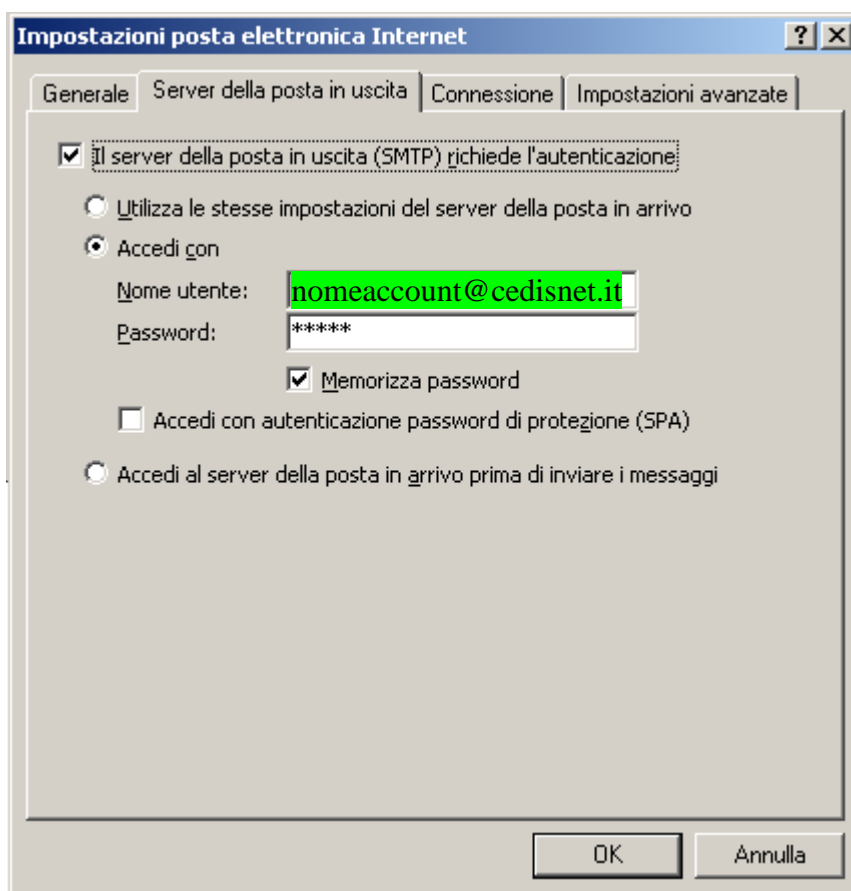 Impostazioni posta elettronica Internet
Generale Server della posta in uscita Connessione Impostazioni avanzate
Il server della posta in uscita (SMTP) richiede l'autenticazione
Utilizza le stesse impostazioni del server della posta in arrivo
Accedi con
Nome utente: nomeaccount@cedisnet.it
Password: *****
Memorizza password
Accedi con autenticazione password di protezione (SPA)
Accedi al server della posta in arrivo prima di inviare i messaggi
OK Annulla